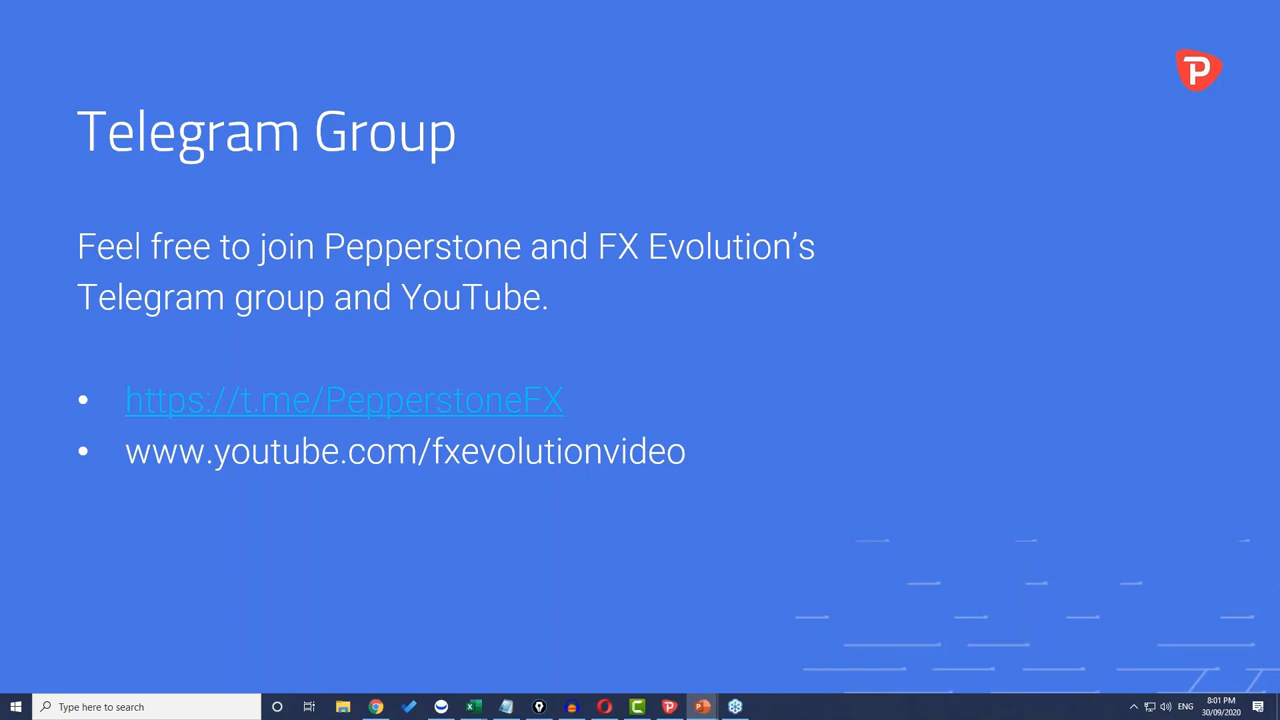 Telegram Group
Feel free to join Pepperstone and FX Evolution's
Telegram group and YouTube.
• https://t.me/PepperstoneFX
• www.youtube.com/fxevolutionvideo
Type here to search
ENG
8:01 PM
30/09/2020